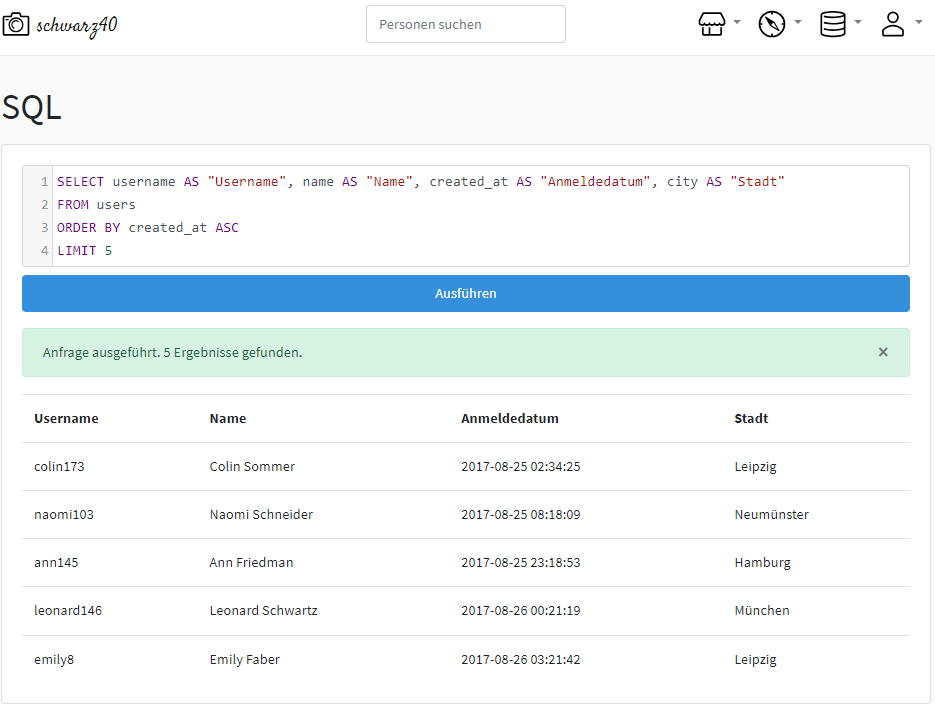 schwarz40
Personen suchen
SQL
1 SELECT username AS "Username", name AS "Name", created_at AS "Anmeldedatum", city AS "Stadt"
2 FROM users
3 ORDER BY created_at ASC
4 LIMIT 5
Ausführen
Anfrage ausgeführt. 5 Ergebnisse gefunden. ×
Username Name Anmeldedatum Stadt
colin173 Colin Sommer 2017-08-25 02:34:25 Leipzig
naomi103 Naomi Schneider 2017-08-25 08:18:09 Neumünster
ann145 Ann Friedman 2017-08-25 23:18:53 Hamburg
leonard146 Leonard Schwartz 2017-08-26 00:21:19 München
emily8 Emily Faber 2017-08-26 03:21:42 Leipzig